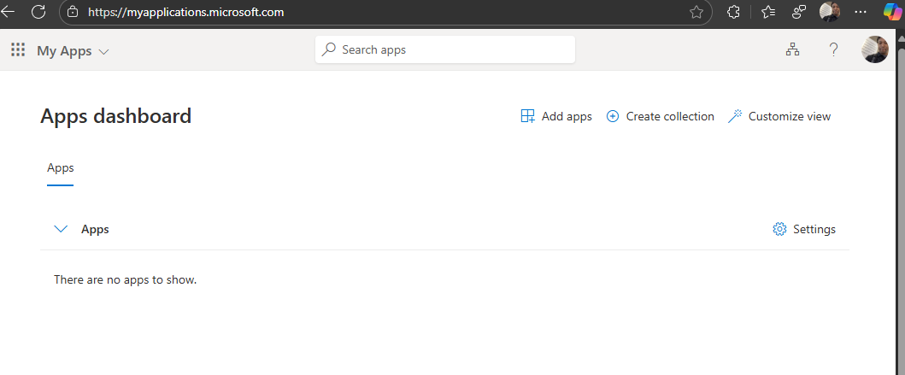 https://myapplications.microsoft.com
My Apps
Search apps
?
Apps dashboard
Add apps
Create collection
Customize view
Apps
Apps
Settings
There are no apps to show.